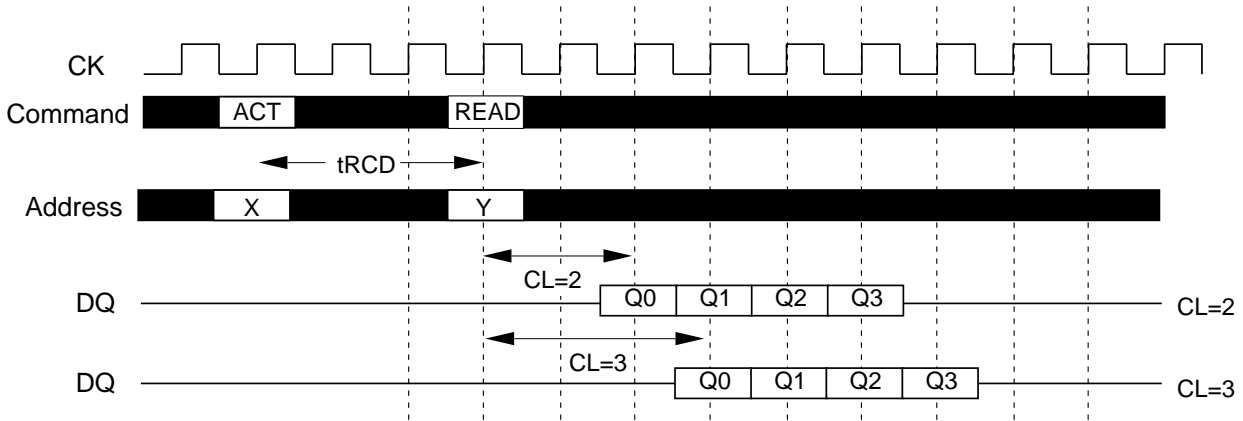 CK
Command ACT READ
tRCD
Address X Y
CL=2
DQ Q0 Q1 Q2 Q3 CL=2
CL=3
DQ Q0 Q1 Q2 Q3 CL=3